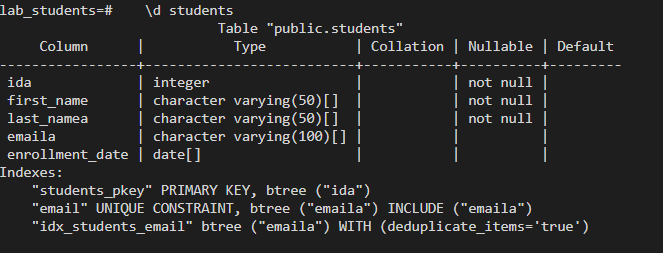 lab_students=#    \d students
                         Table "public.students"
     Column      |           Type            | Collation | Nullable | Default
-----------------+---------------------------+-----------+----------+---------
 ida             | integer                   |           | not null |
 first_name      | character varying(50)[]   |           | not null |
 last_namea      | character varying(50)[]   |           | not null |
 emaila          | character varying(100)[]  |           |          |
 enrollment_date | date[]                    |           |          |
Indexes:
    "students_pkey" PRIMARY KEY, btree ("ida")
    "email" UNIQUE CONSTRAINT, btree ("emaila") INCLUDE ("emaila")
    "idx_students_email" btree ("emaila") WITH (deduplicate_items='true')